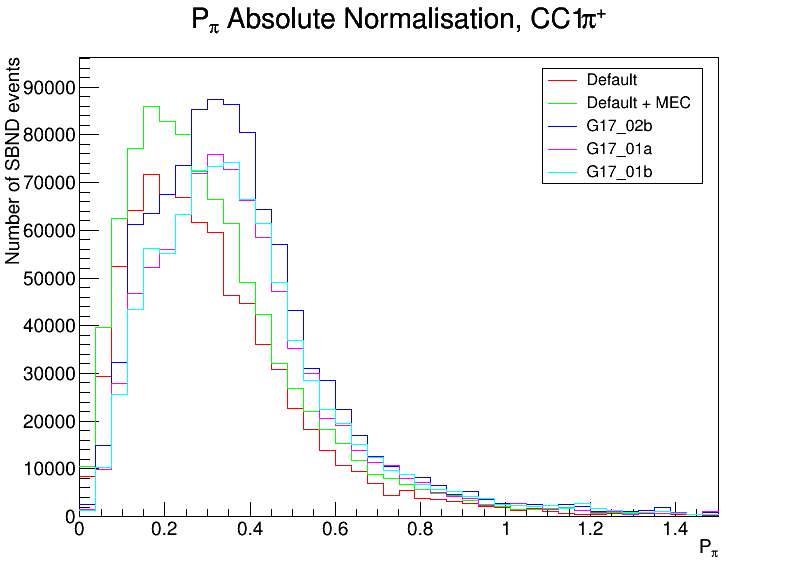 Pπ Absolute Normalisation, CC1π+
Number of SBND events
90000
80000
70000
60000
50000
40000
30000
20000
10000
0
0 0.2 0.4 0.6 0.8 1 1.2 1.4
Pπ
Default
Default + MEC
G17_02b
G17_01a
G17_01b